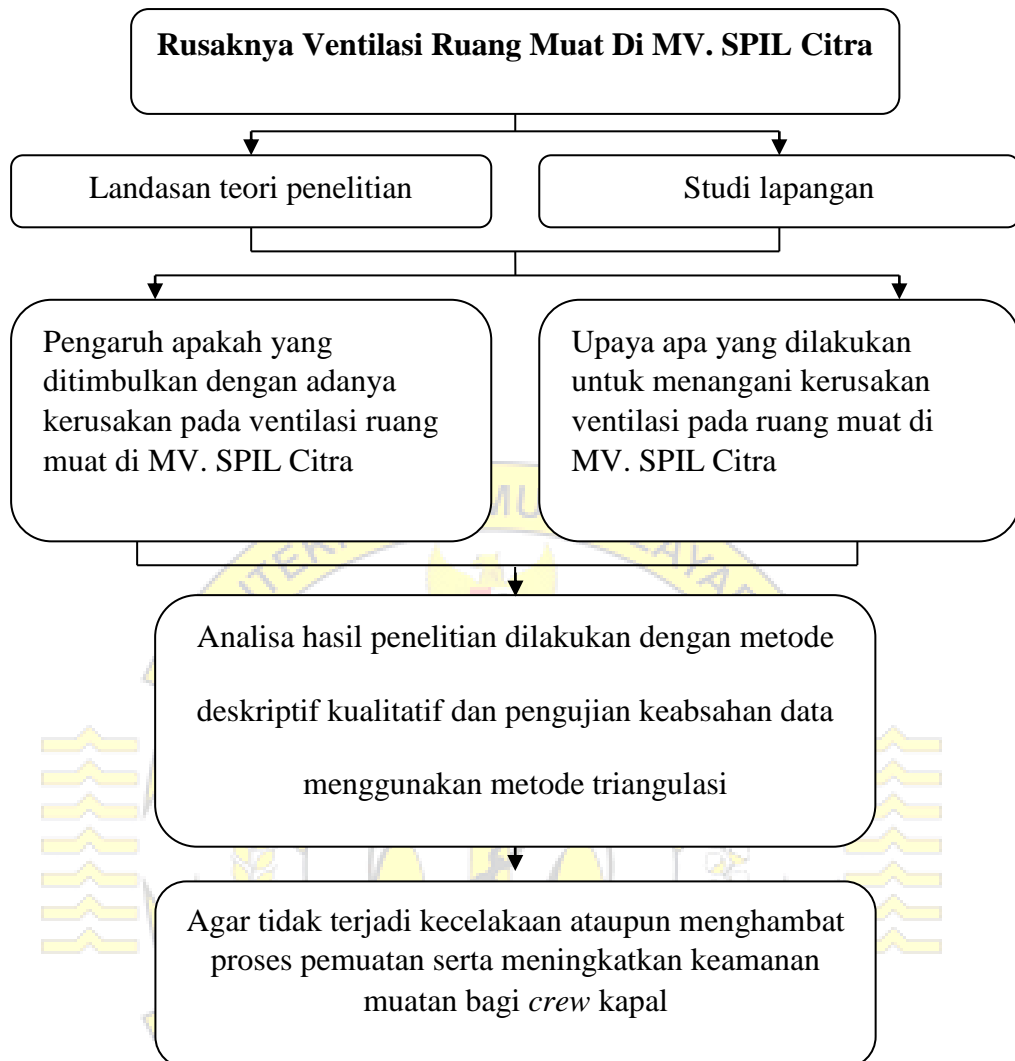 Rusaknya Ventilasi Ruang Muat Di MV. SPIL Citra
Landasan teori penelitian
Studi lapangan
Pengaruh apakah yang
ditimbulkan dengan adanya
kerusakan pada ventilasi ruang
muat di MV. SPIL Citra
Upaya apa yang dilakukan
untuk menangani kerusakan
ventilasi pada ruang muat di
MV. SPIL Citra
Analisa hasil penelitian dilakukan dengan metode
deskriptif kualitatif dan pengujian keabsahan data
menggunakan metode triangulasi
Agar tidak terjadi kecelakaan ataupun menghambat
proses pemuatan serta meningkatkan keamanan
muatan bagi crew kapal